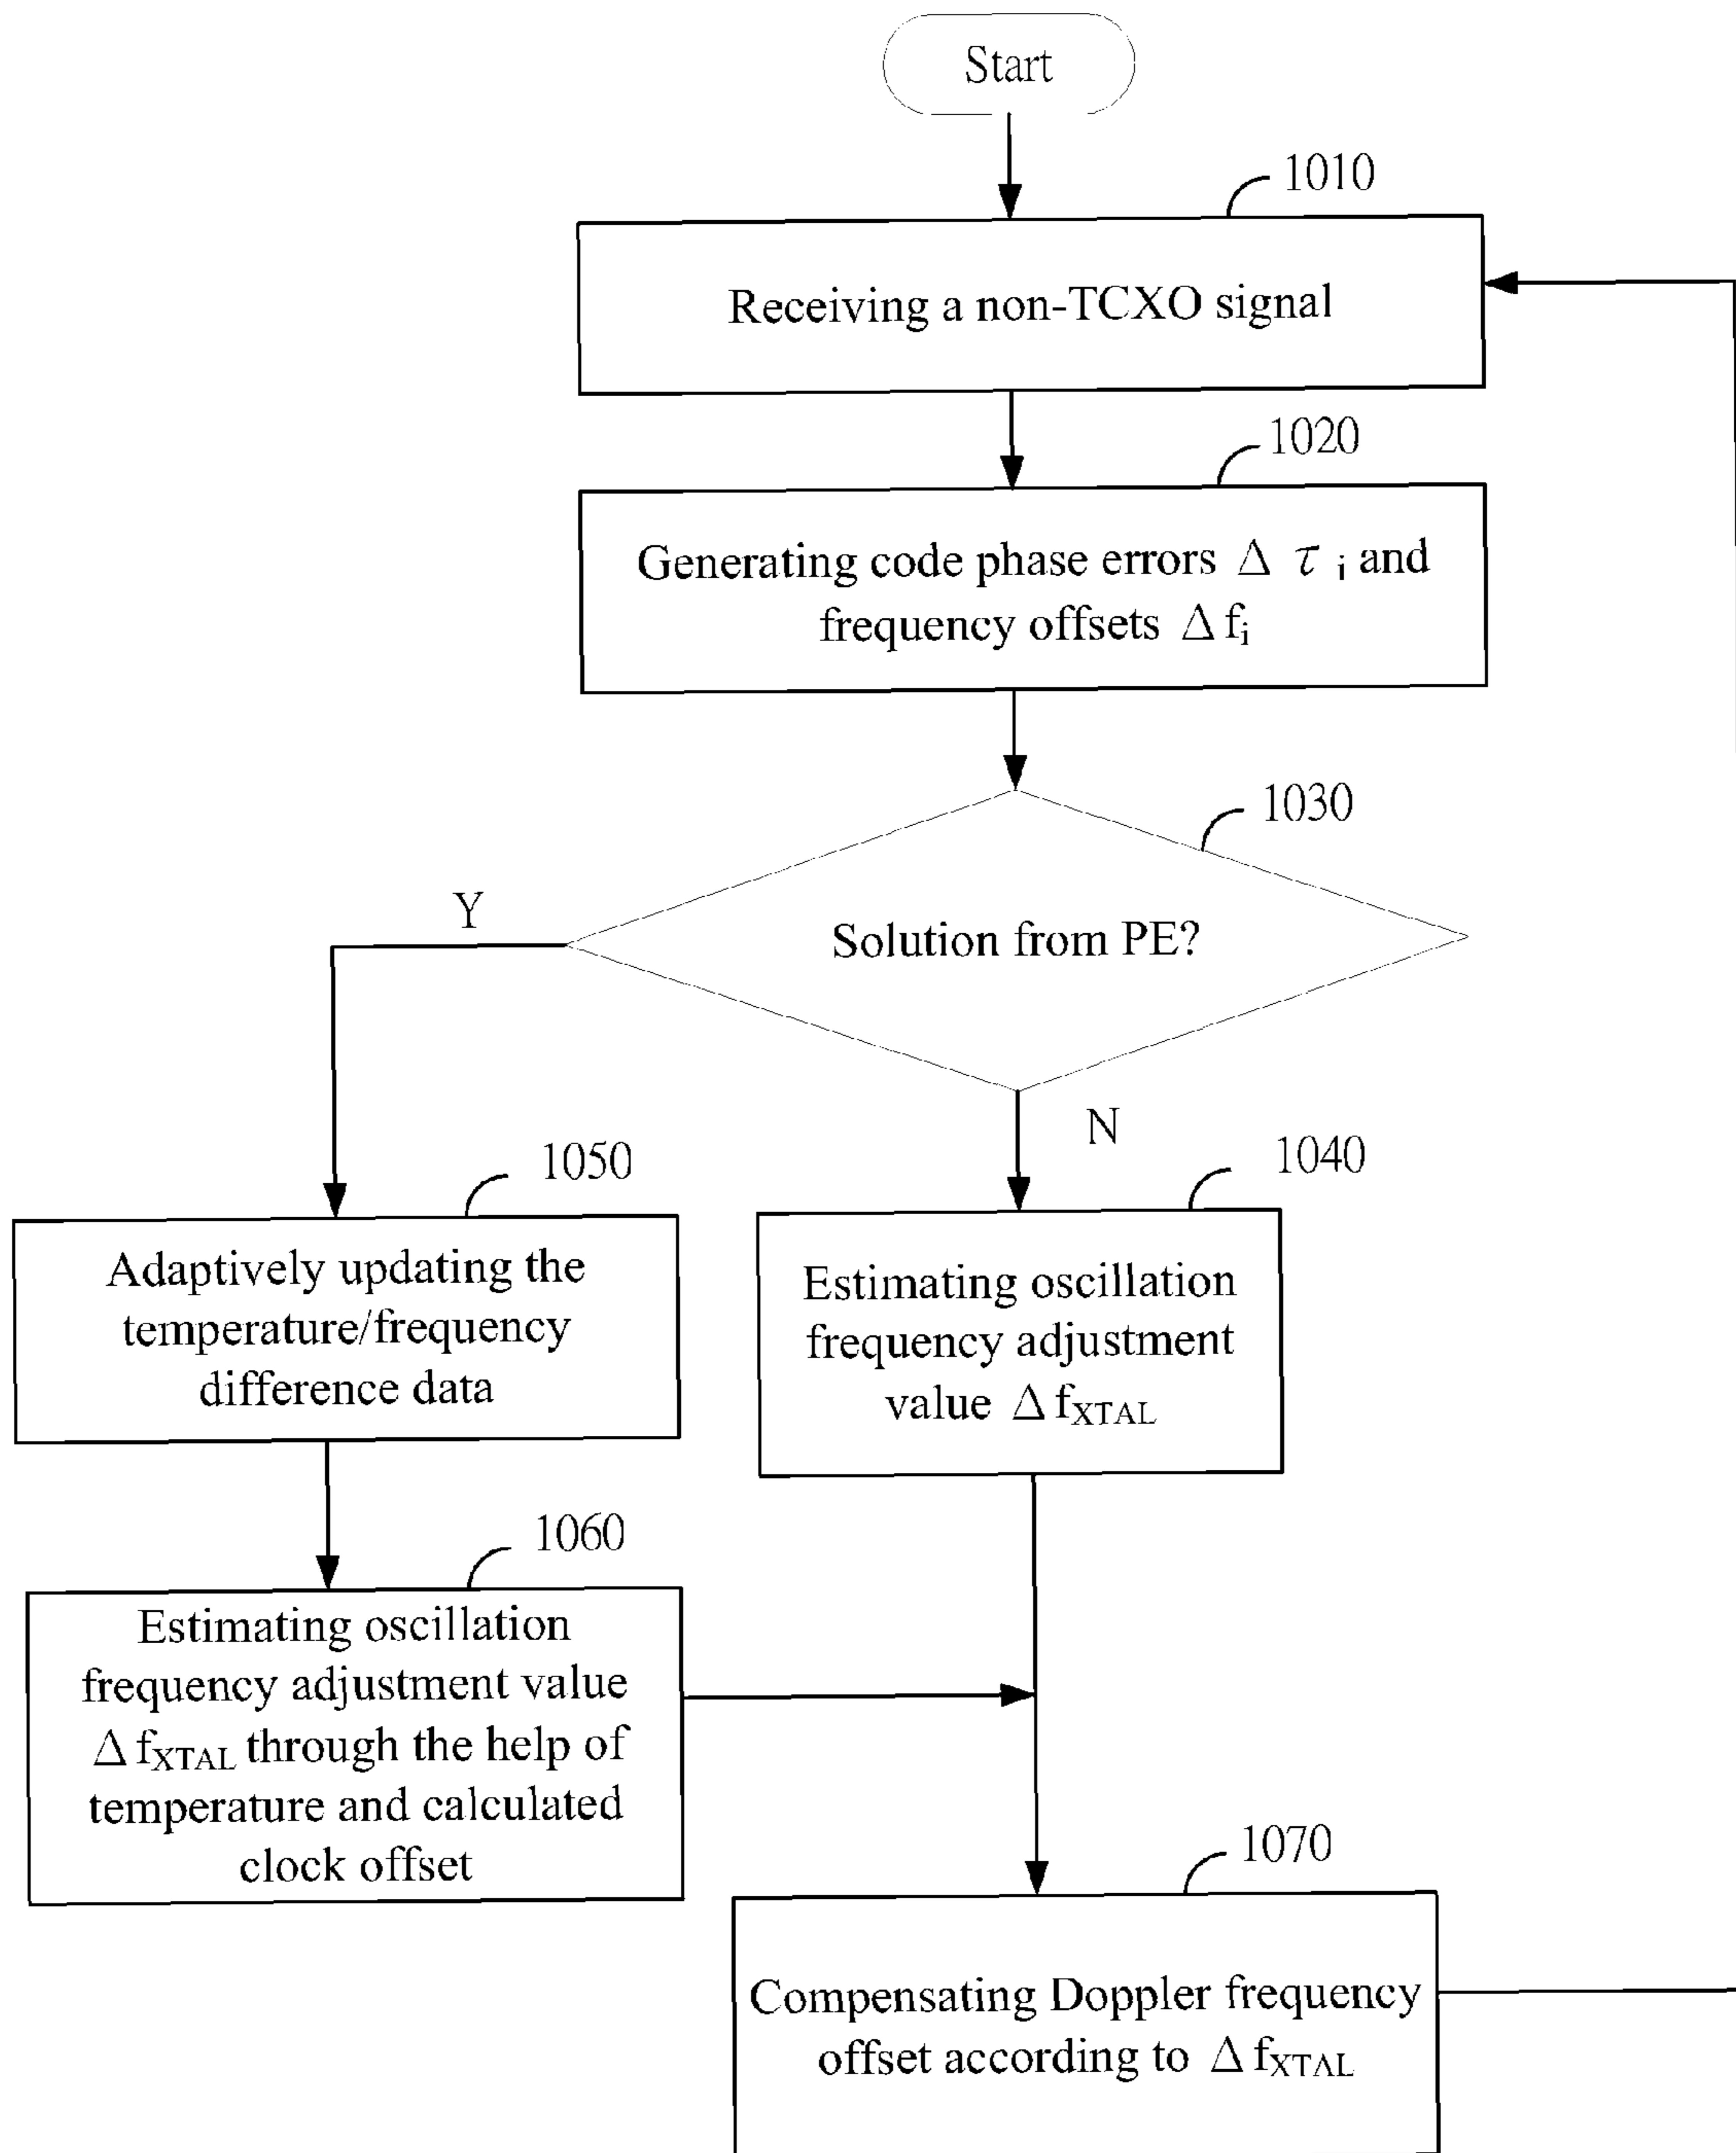 Start
1010
Receiving a non-TCXO signal
1020
Generating code phase errors Δ τ i and
frequency offsets Δ fi
1030
Solution from PE?
Y
N
1050
Adaptively updating the
temperature/frequency
difference data
1040
Estimating oscillation
frequency adjustment
value Δ fXTAL
1060
Estimating oscillation
frequency adjustment value
Δ fXTAL through the help of
temperature and calculated
clock offset
1070
Compensating Doppler frequency
offset according to Δ fXTAL